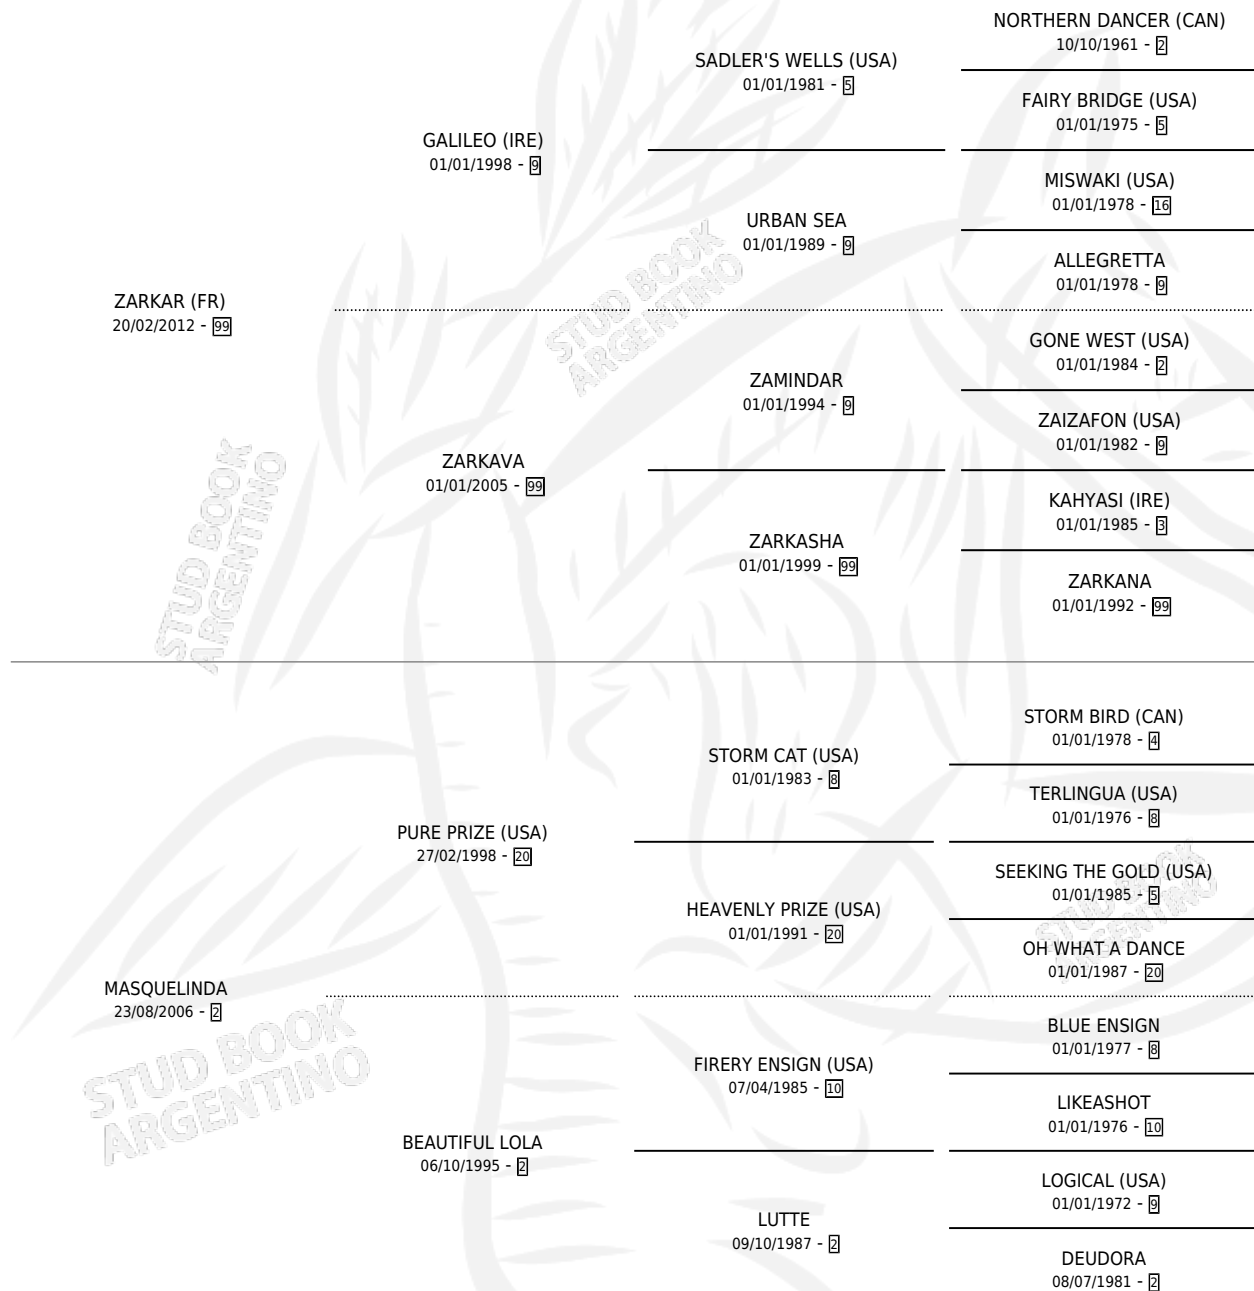 NORTHERN DANCER (CAN)
10/10/1961 - 2
SADLER'S WELLS (USA)
01/01/1981 - 5
FAIRY BRIDGE (USA)
01/01/1975 - 5
GALILEO (IRE)
01/01/1998 - 9
MISWAKI (USA)
01/01/1978 - 16
URBAN SEA
01/01/1989 - 9
ALLEGRETTA
01/01/1978 - 9
ZARKAR (FR)
20/02/2012 - 99
GONE WEST (USA)
01/01/1984 - 2
ZAMINDAR
01/01/1994 - 9
ZAIZAFON (USA)
01/01/1982 - 9
ZARKAVA
01/01/2005 - 99
KAHYASI (IRE)
01/01/1985 - 3
ZARKASHA
01/01/1999 - 99
ZARKANA
01/01/1992 - 99
STORM BIRD (CAN)
01/01/1978 - 4
STORM CAT (USA)
01/01/1983 - 8
TERLINGUA (USA)
01/01/1976 - 8
PURE PRIZE (USA)
27/02/1998 - 20
SEEKING THE GOLD (USA)
01/01/1985 - 5
HEAVENLY PRIZE (USA)
01/01/1991 - 20
OH WHAT A DANCE
01/01/1987 - 20
MASQUELINDA
23/08/2006 - 2
BLUE ENSIGN
01/01/1977 - 8
FIRERY ENSIGN (USA)
07/04/1985 - 10
LIKEASHOT
01/01/1976 - 10
BEAUTIFUL LOLA
06/10/1995 - 2
LOGICAL (USA)
01/01/1972 - 9
LUTTE
09/10/1987 - 2
DEUDORA
08/07/1981 - 2
STUD BOOK
ARGENTINO
STUD BOOK
ARGENTINO
STUD BOOK
ARGENTINO
STUD BOOK
ARGENTINO